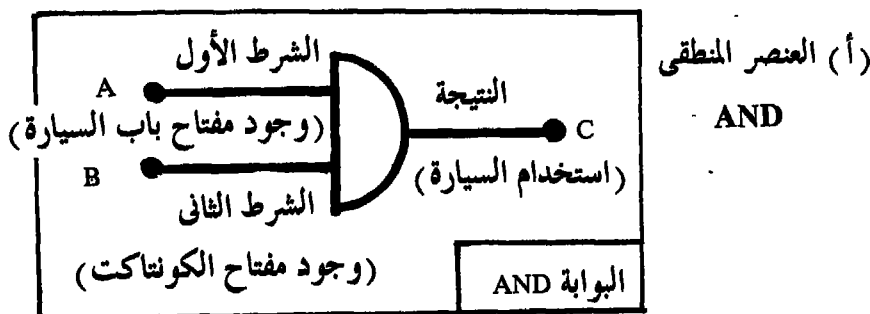 (أ) العنصر المنطقى
AND
الشرط الأول
A
(وجود مفتاح باب السيارة)
النتيجة
C
(استخدام السيارة)
B
الشرط الثانى
(وجود مفتاح الكونتاكت)
البوابة AND